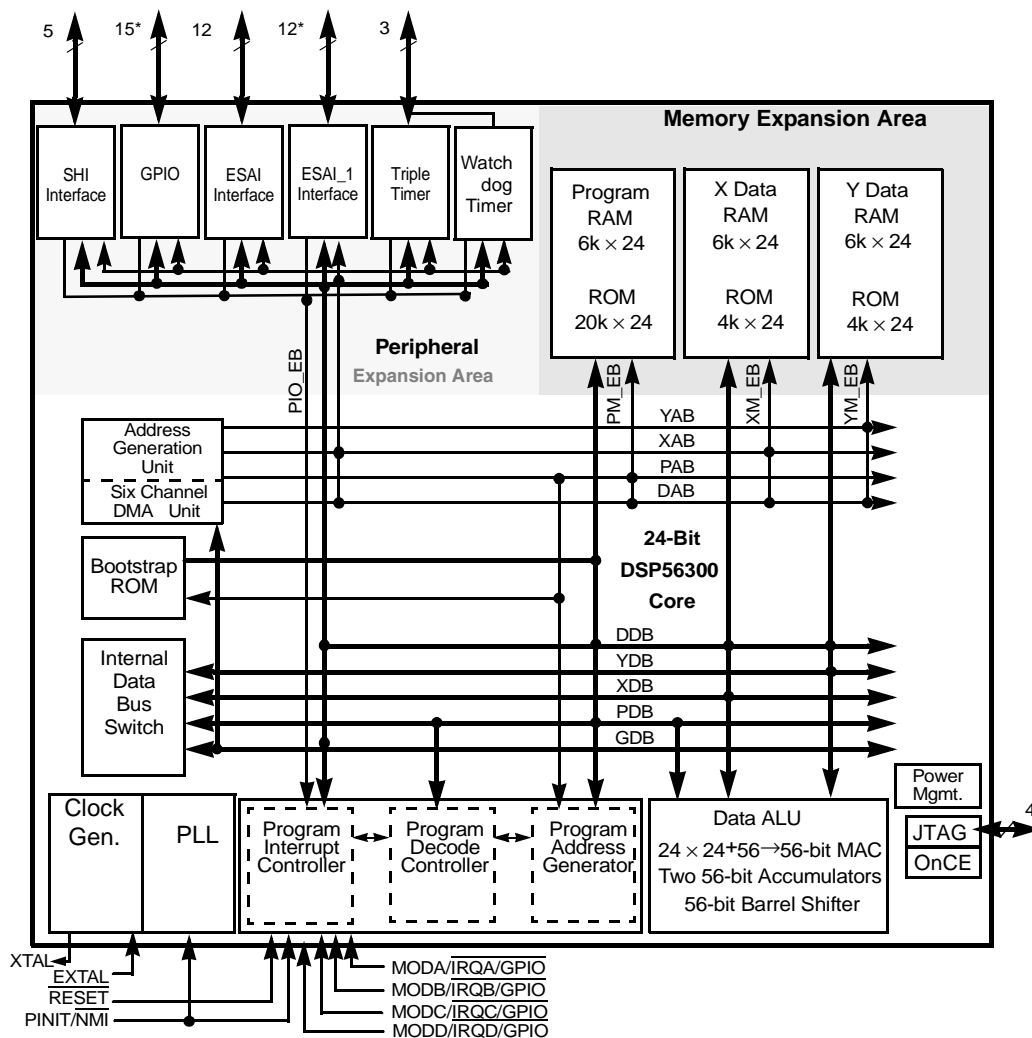 5
15*
12
12*
3
Memory Expansion Area
SHI
Interface
GPIO
ESAI
Interface
ESAI_1
Interface
Triple
Timer
Watch
dog
Timer
Program
RAM
6k × 24
ROM
20k × 24
X Data
RAM
6k × 24
ROM
4k × 24
Y Data
RAM
6k × 24
ROM
4k × 24
Peripheral
Expansion Area
PIO_EB
PM_EB
XM_EB
YM_EB
Address
Generation
Unit
Six Channel
DMA Unit
YAB
XAB
PAB
DAB
Bootstrap
ROM
24-Bit
DSP56300
Core
Internal
Data
Bus
Switch
DDB
YDB
XDB
PDB
GDB
Clock
Gen.
PLL
Program
Interrupt
Controller
Program
Decode
Controller
Program
Address
Generator
Data ALU
24 × 24+56→56-bit MAC
Two 56-bit Accumulators
56-bit Barrel Shifter
Power
Mgmt.
JTAG
OnCE
4
XTAL
EXTAL
RESET
PINIT/NMI
MODA/IRQA/GPIO
MODB/IRQB/GPIO
MODC/IRQC/GPIO
MODD/IRQD/GPIO